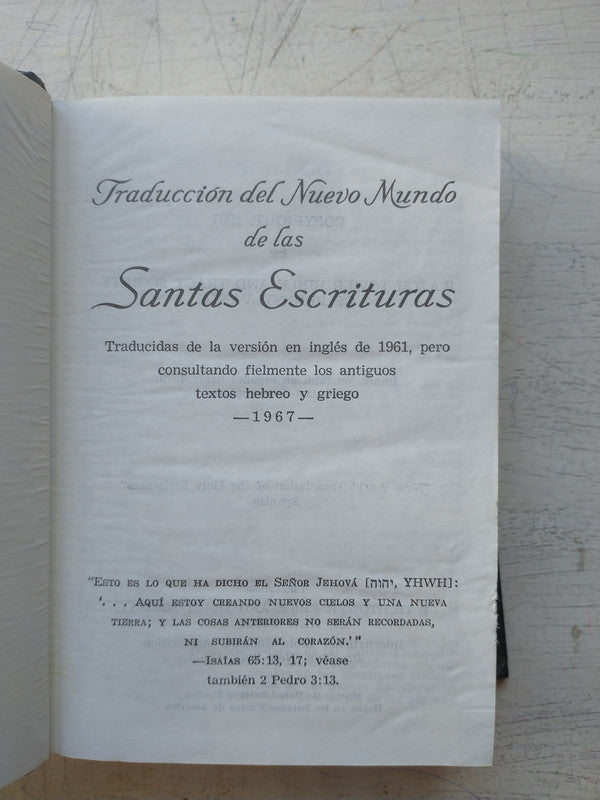 Traducción del Nuevo Mundo
de las
Santas Escrituras
Traducidas de la versión en inglés de 1961, pero
consultando fielmente los antiguos
textos hebreo y griego
—1967—
"Esto es lo que ha dicho el Señor Jehová [יהוה, YHWH]:
'. . . Aquí estoy creando nuevos cielos y una nueva
tierra; y las cosas anteriores no serán recordadas,
ni subirán al corazón.'"
—Isaías 65:13, 17; véase
también 2 Pedro 3:13.